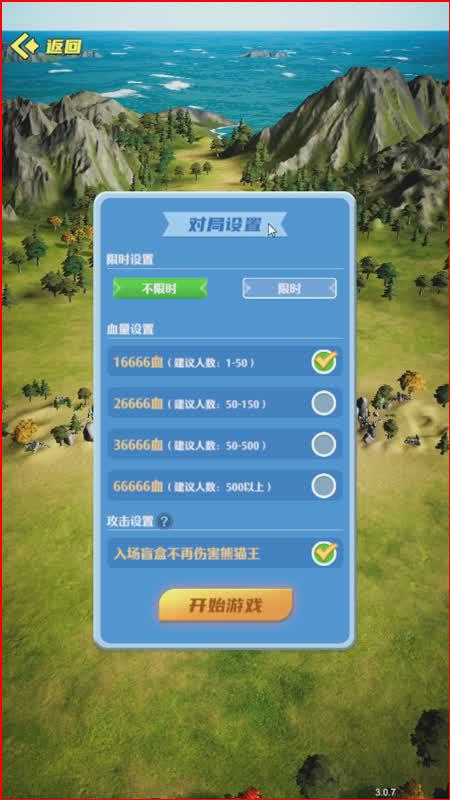 返回
对局设置
限时设置
不限时
限时
血量设置
16666血（建议人数：1-50）
26666血（建议人数：50-150）
36666血（建议人数：50-500）
66666血（建议人数：500以上）
攻击设置 ?
入场盲盒不再伤害熊猫王
开始游戏
3.0.7